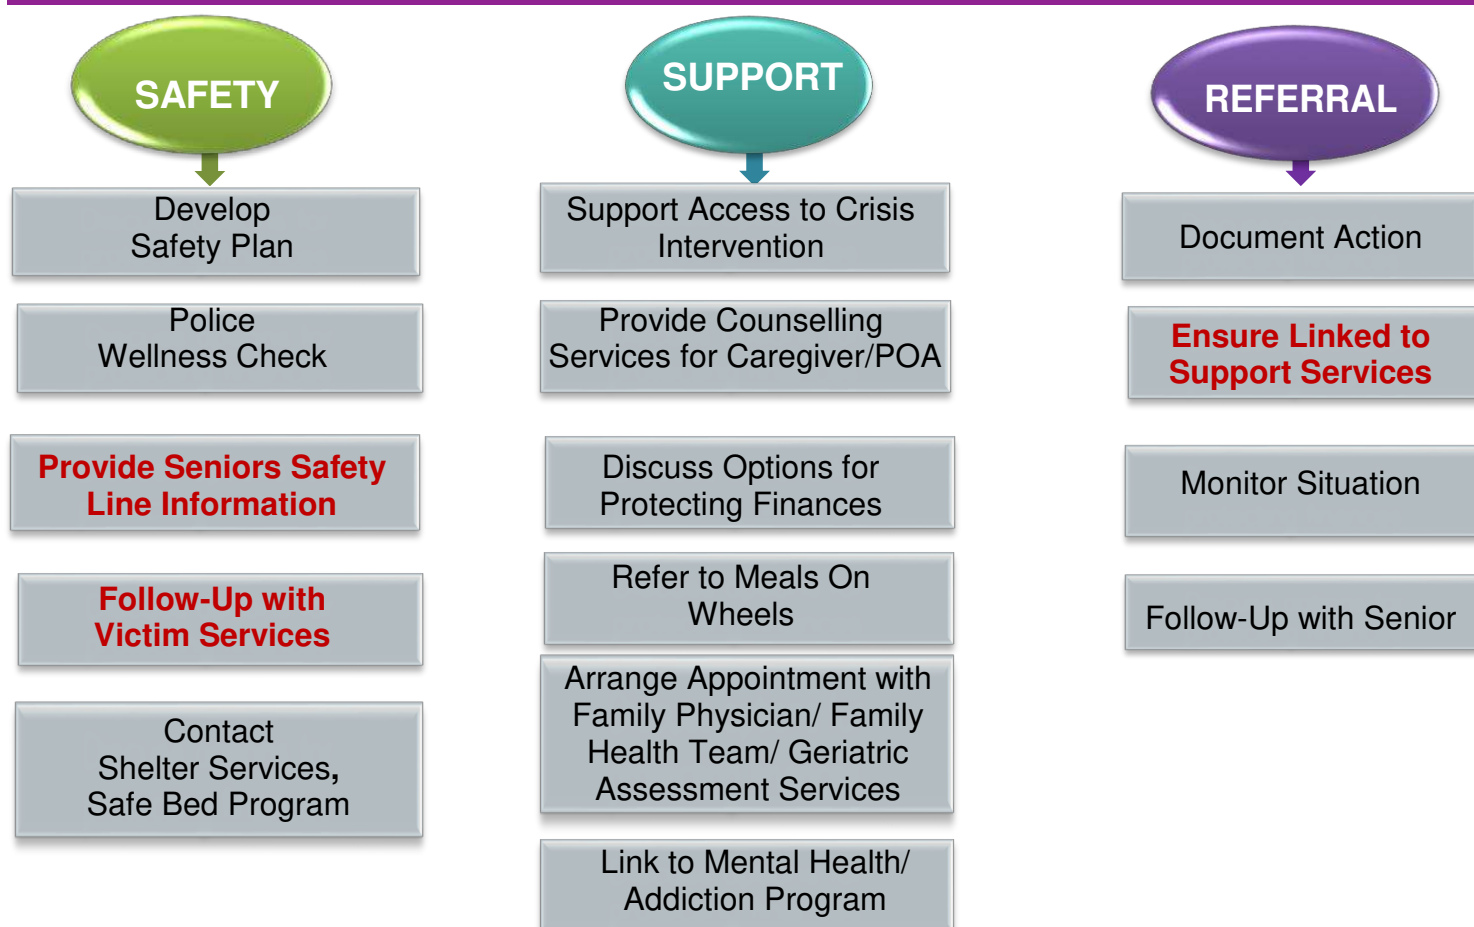 SAFETY
Develop
Safety Plan
Police
Wellness Check
Provide Seniors Safety
Line Information
Follow-Up with
Victim Services
Contact
Shelter Services,
Safe Bed Program
SUPPORT
Support Access to Crisis
Intervention
Provide Counselling
Services for Caregiver/POA
Discuss Options for
Protecting Finances
Refer to Meals On
Wheels
Arrange Appointment with
Family Physician/ Family
Health Team/ Geriatric
Assessment Services
Link to Mental Health/
Addiction Program
REFERRAL
Document Action
Ensure Linked to
Support Services
Monitor Situation
Follow-Up with Senior